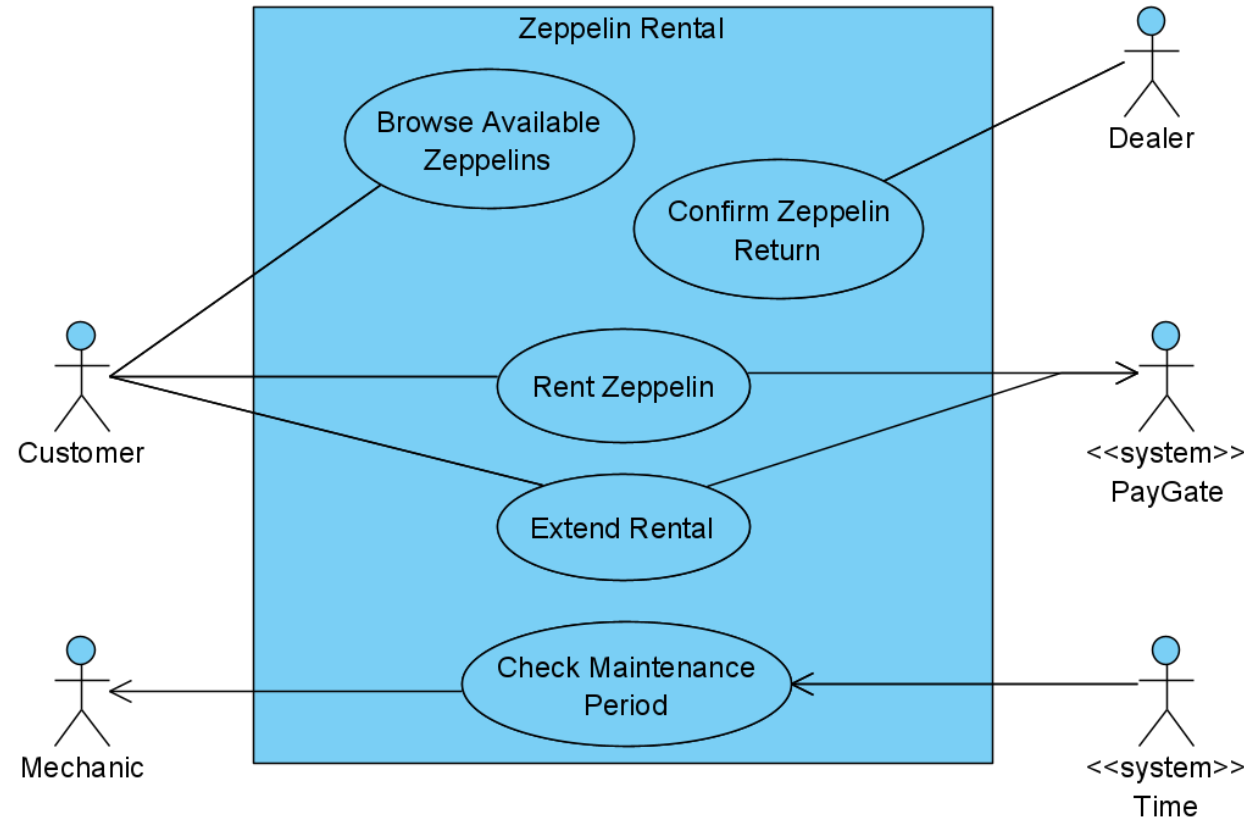 Zeppelin Rental
Browse Available
Zeppelins
Dealer
Confirm Zeppelin
Return
Rent Zeppelin
Customer
<<system>>
PayGate
Extend Rental
Check Maintenance
Period
Mechanic
<<system>>
Time